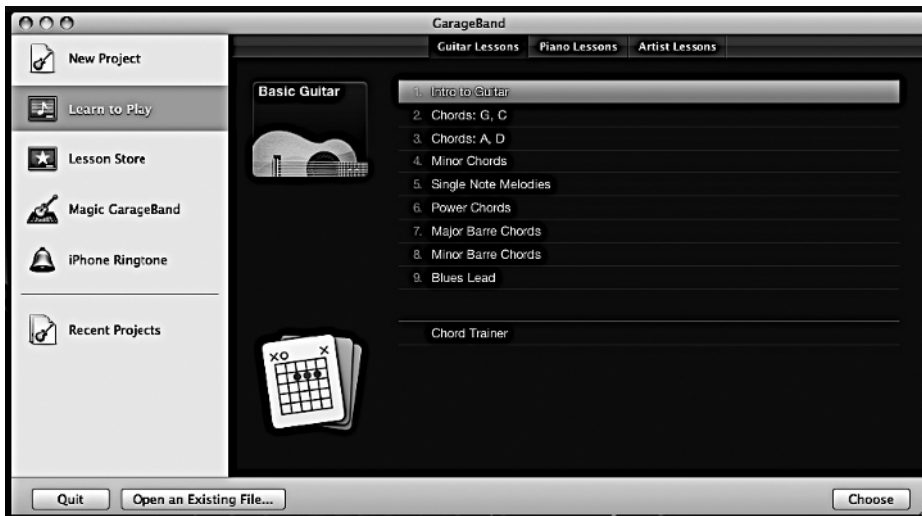 GarageBand
New Project
Learn to Play
Lesson Store
Magic GarageBand
iPhone Ringtone
Recent Projects
Guitar Lessons Piano Lessons Artist Lessons
Basic Guitar
1. Intro to Guitar
2. Chords: G, C
3. Chords: A, D
4. Minor Chords
5. Single Note Melodies
6. Power Chords
7. Major Barre Chords
8. Minor Barre Chords
9. Blues Lead
Chord Trainer
XO X
Quit Open an Existing File... Choose